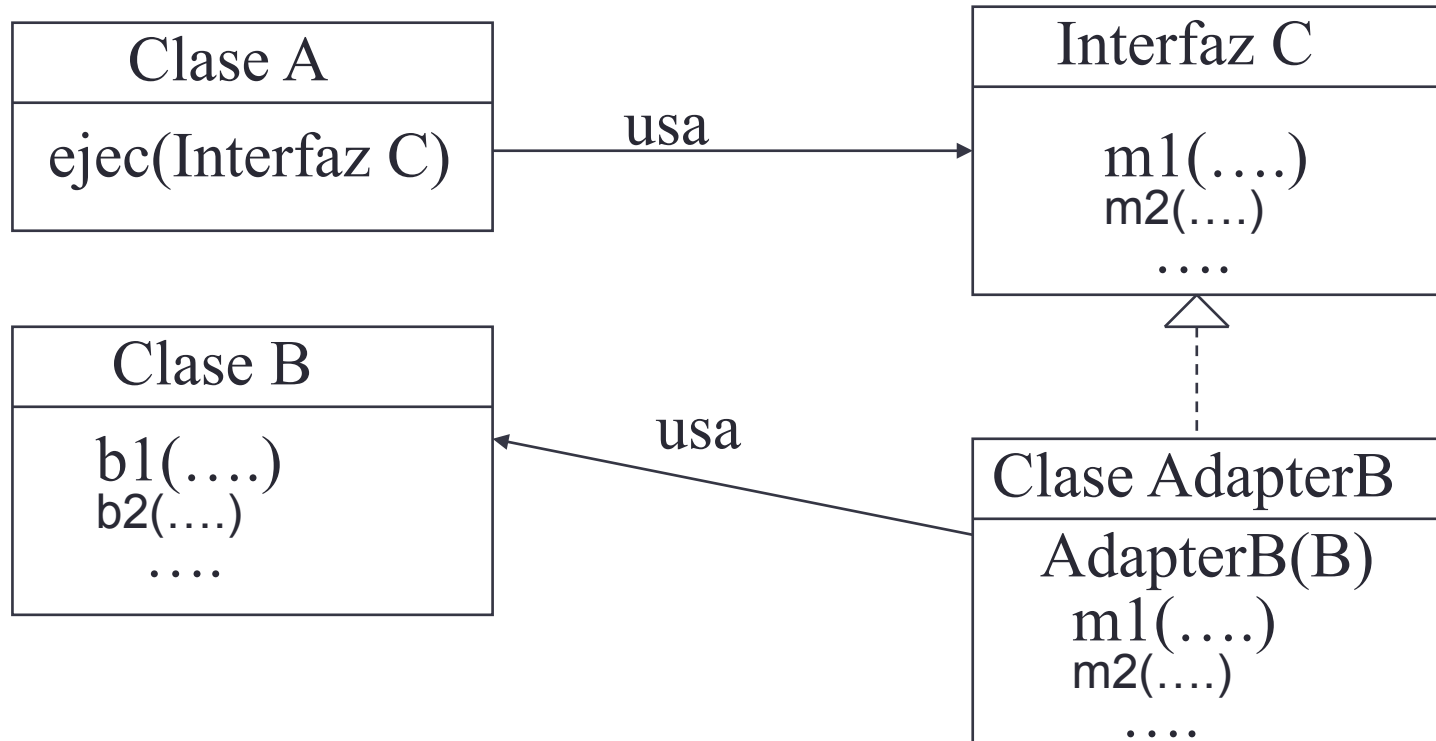 Clase A
ejec(Interfaz C)
usa
Interfaz C
m1(….)
m2(….)
….
Clase B
b1(….)
b2(….)
….
usa
Clase AdapterB
AdapterB(B)
m1(….)
m2(….)
….